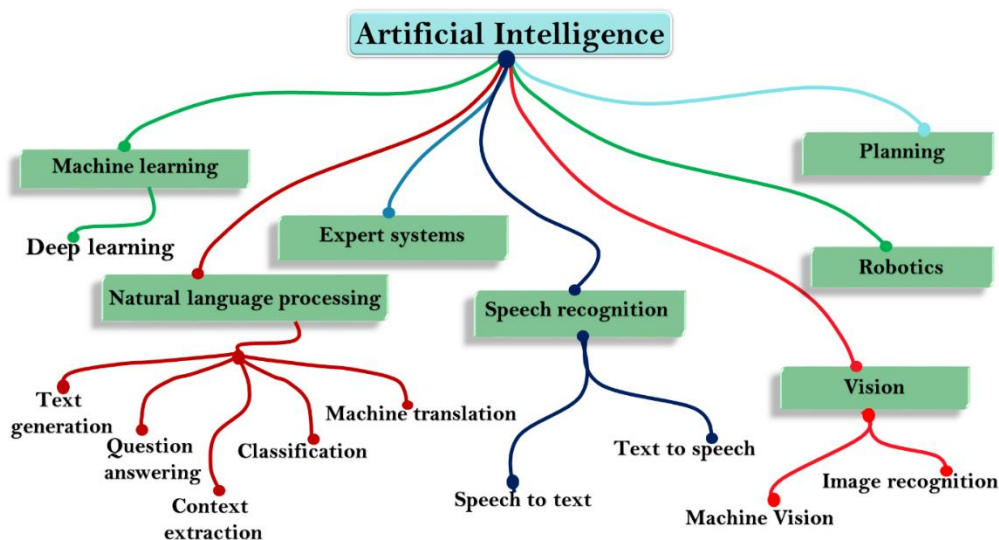 Artificial Intelligence
Machine learning
Deep learning
Natural language processing
Text
generation
Question
answering
Context
extraction
Classification
Machine translation
Expert systems
Speech recognition
Speech to text
Text to speech
Planning
Robotics
Vision
Machine Vision
Image recognition